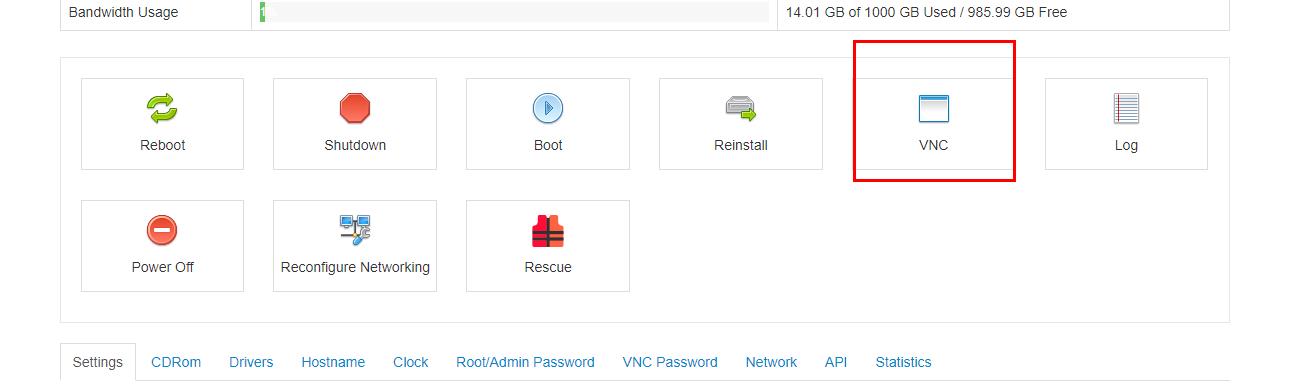 Bandwidth Usage 14.01 GB of 1000 GB Used / 985.99 GB Free
Reboot Shutdown Boot Reinstall VNC Log
Power Off Reconfigure Networking Rescue
Settings CDRom Drivers Hostname Clock Root/Admin Password VNC Password Network API Statistics